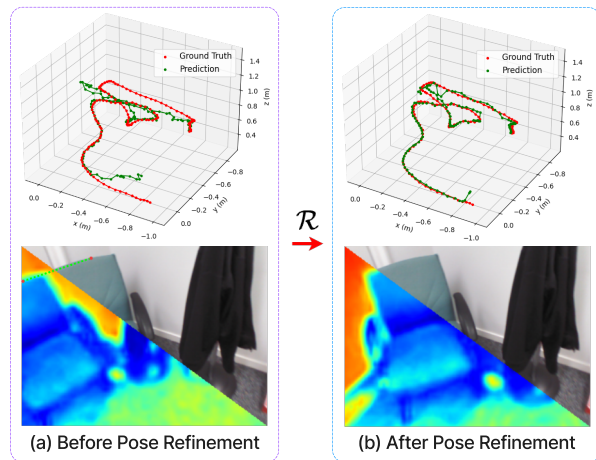 Ground Truth
Prediction
1.4
1.2
1.0
0.8
0.6
0.4
z (m)
0.0
−0.2
−0.4
−0.6
−0.8
−1.0
x (m)
0.0
−0.2
−0.4
−0.6
−0.8
y (m)
Ground Truth
Prediction
1.4
1.2
1.0
0.8
0.6
0.4
z (m)
0.0
−0.2
−0.4
−0.6
−0.8
−1.0
x (m)
0.0
−0.2
−0.4
−0.6
−0.8
y (m)
R
(a) Before Pose Refinement
(b) After Pose Refinement